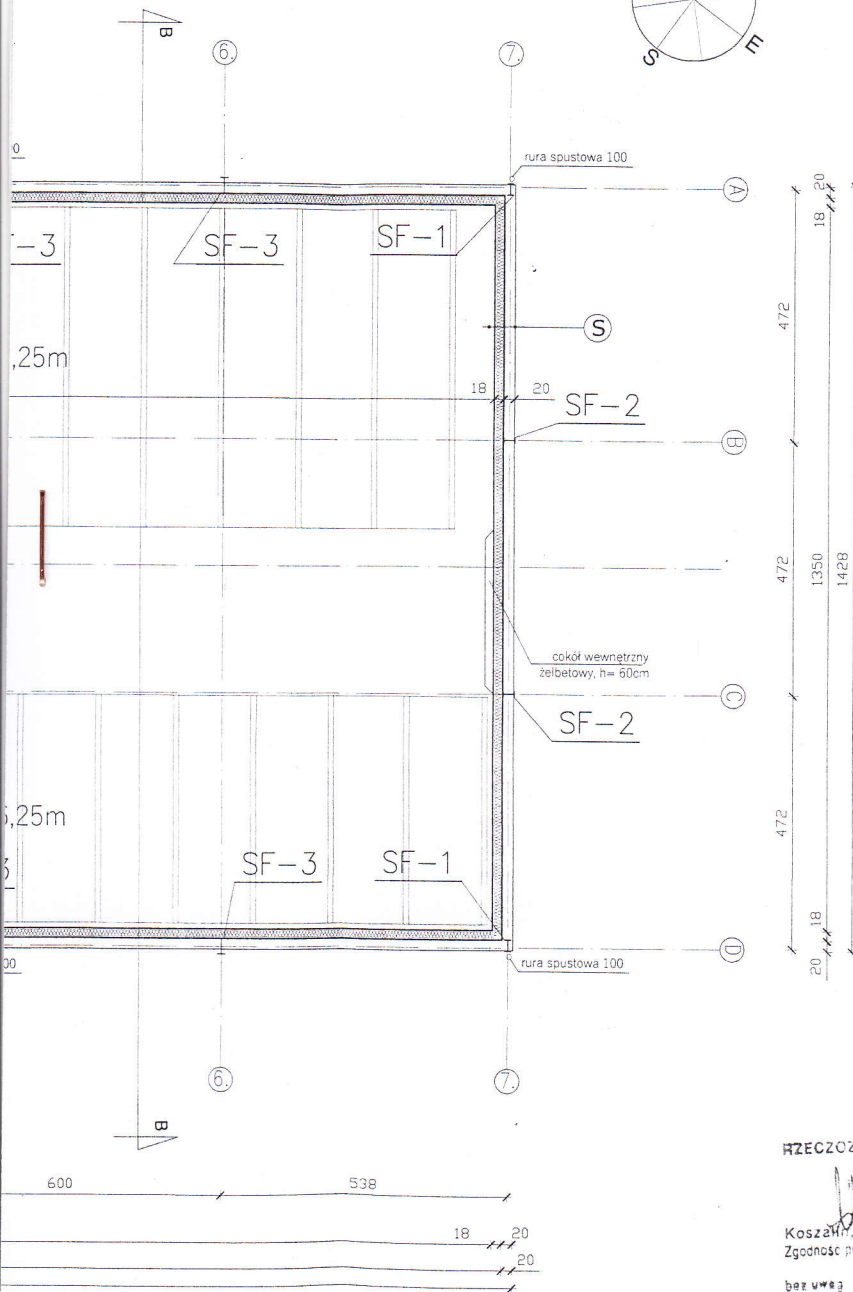 B
6.
7.
S
E
rura spustowa 100
A
20
18
SF-3
SF-1
-3
S
472
,25m
18
20
SF-2
B
472
1350
1428
cokół wewnętrzny
żelbetowy, h= 60cm
C
SF-2
472
,25m
SF-3
SF-1
18
D
20
rura spustowa 100
6.
7.
B
600
538
18
20
20
RZECZOZ
Koszalin,
Zgodność p
bez uwag